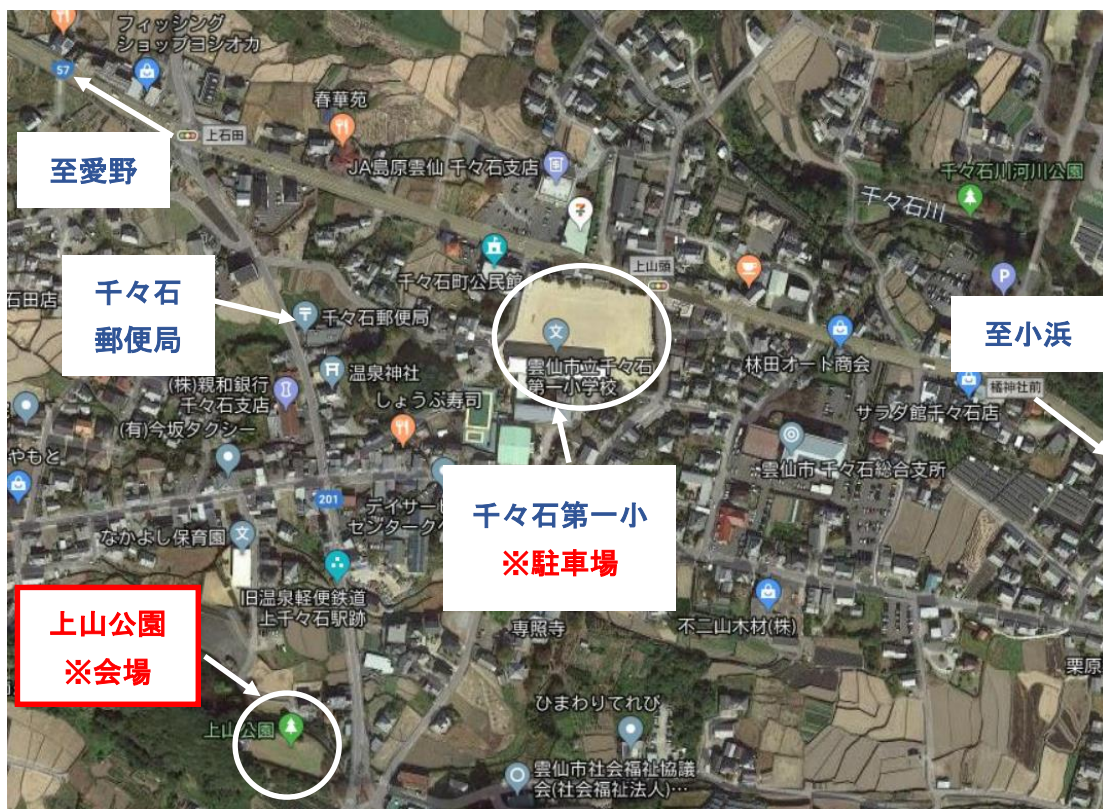 フィッシング
ショップヨシオカ
57
上石田
春華苑
至愛野
JA島原雲仙 千々石支店
千々石川河川公園
千々石川
千々石町公民館
上山頭
P
石田店
千々石
郵便局
千々石郵便局
至小浜
文
雲仙市立千々石
第一小学校
林田オート商会
橘神社前
サラダ館千々石店
温泉神社
(株)親和銀行
千々石支店
しょうぶ寿司
(有)今坂タクシー
やもと
雲仙市 千々石総合支所
201
デイサービ
センターク
千々石第一小
※駐車場
文
なかよし保育園
旧温泉軽便鉄道
上千々石駅跡
上山公園
※会場
専照寺
不二山木材(株)
栗原
ひまわりてれび
上山公園
雲仙市社会福祉協議
会(社会福祉法人)…